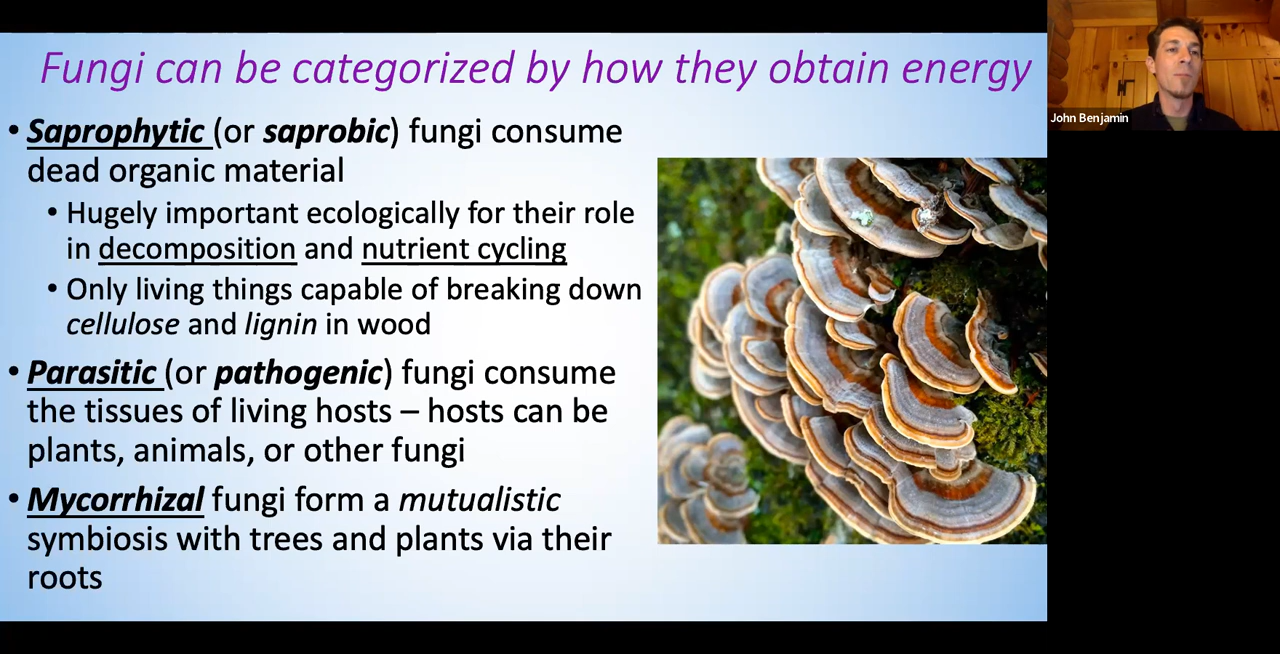 Fungi can be categorized by how they obtain energy
• Saprophytic (or saprobic) fungi consume
dead organic material
• Hugely important ecologically for their role
in decomposition and nutrient cycling
• Only living things capable of breaking down
cellulose and lignin in wood
• Parasitic (or pathogenic) fungi consume
the tissues of living hosts – hosts can be
plants, animals, or other fungi
• Mycorrhizal fungi form a mutualistic
symbiosis with trees and plants via their
roots
John Benjamin